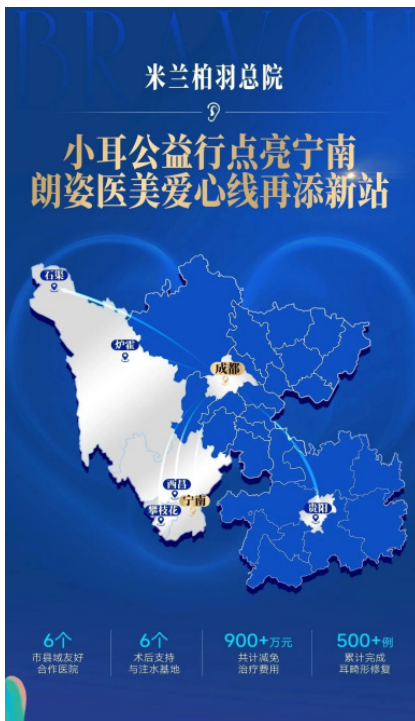 BRAVOU
米兰柏羽总院
小耳公益行点亮宁南
朗姿医美爱心线再添新站
石渠
炉霍
成都
西昌
宁南
攀枝花
贵阳
6个
市县域友好
合作医院
6个
术后支持
与注水基地
900+万元
共计减免
治疗费用
500+例
累计完成
耳畸形修复